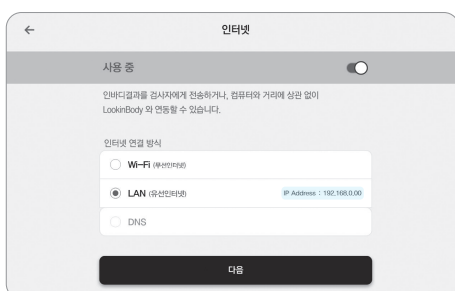 인터넷
사용 중
인바디결과를 검사자에게 전송하거나, 컴퓨터와 거리에 상관 없이
LookinBody 와 연동할 수 있습니다.
인터넷 연결 방식
Wi-Fi (무선인터넷)
LAN (유선인터넷) IP Address : 192.168.0.00
DNS
다음